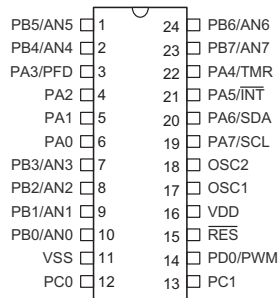 PB5/AN5 1 24 PB6/AN6
PB4/AN4 2 23 PB7/AN7
PA3/PFD 3 22 PA4/TMR
PA2 4 21 PA5/INT
PA1 5 20 PA6/SDA
PA0 6 19 PA7/SCL
PB3/AN3 7 18 OSC2
PB2/AN2 8 17 OSC1
PB1/AN1 9 16 VDD
PB0/AN0 10 15 RES
VSS 11 14 PD0/PWM
PC0 12 13 PC1